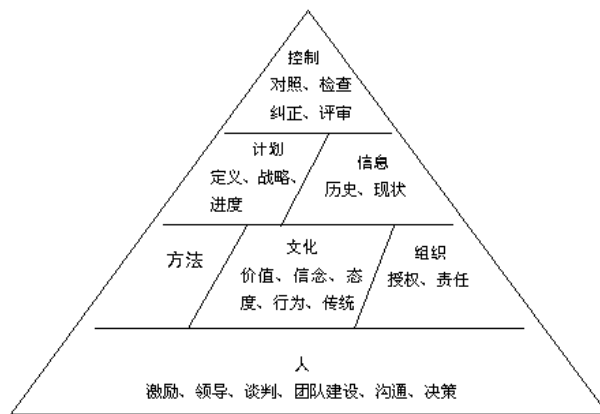 控制
对照、检查
纠正、评审
计划
定义、战略、
进度
信息
历史、现状
方法
文化
价值、信念、态
度、行为、传统
组织
授权、责任
人
激励、领导、谈判、团队建设、沟通、决策